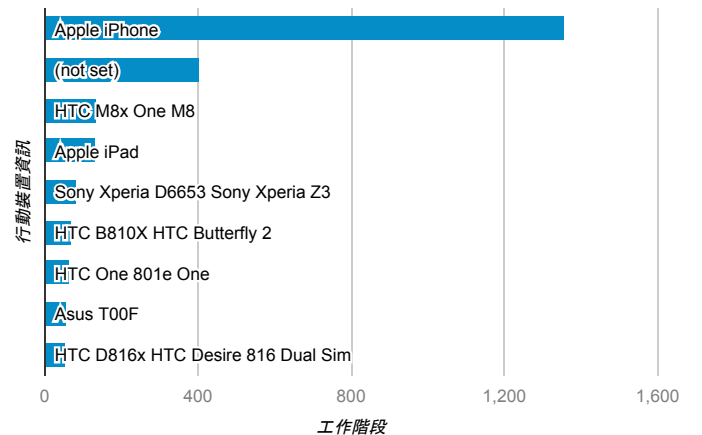 Apple iPhone
(not set)
HTC M8x One M8
Apple iPad
Sony Xperia D6653 Sony Xperia Z3
HTC B810X HTC Butterfly 2
HTC One 801e One
Asus T00F
HTC D816x HTC Desire 816 Dual Sim
行動裝置資訊
0 400 800 1,200 1,600
工作階段